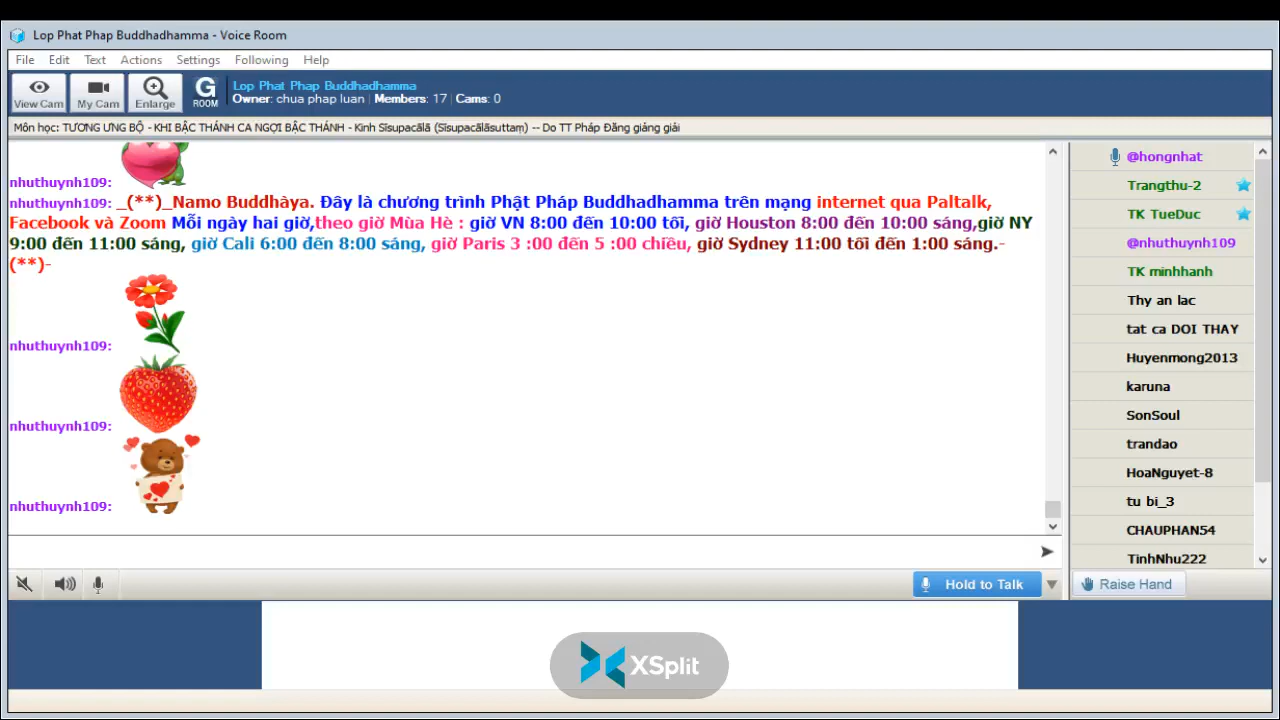 Lop Phat Phap Buddhadhamma - Voice Room
File Edit Text Actions Settings Following Help
View Cam My Cam Enlarge G ROOM
Lop Phat Phap Buddhadhamma
Owner: chua phap luan | Members: 17 | Cams: 0
Môn học: TƯƠNG ƯNG BỘ - KHI BẬC THÁNH CA NGỢI BẬC THÁNH - Kinh Sīsupacālā (Sīsupacālāsuttaṃ) -- Do TT Pháp Đăng giảng giải
nhuthuynh109:
nhuthuynh109: _(**)_Namo Buddhàya. Đây là chương trình Phật Pháp Buddhadhamma trên mạng internet qua Paltalk,
Facebook và Zoom Mỗi ngày hai giờ,theo giờ Mùa Hè : giờ VN 8:00 đến 10:00 tối, giờ Houston 8:00 đến 10:00 sáng,giờ NY
9:00 đến 11:00 sáng, giờ Cali 6:00 đến 8:00 sáng, giờ Paris 3 :00 đến 5 :00 chiều, giờ Sydney 11:00 tối đến 1:00 sáng.-
(**)-
nhuthuynh109:
nhuthuynh109:
nhuthuynh109:
@hongnhat
Trangthu-2
TK TueDuc
@nhuthuynh109
TK minhhanh
Thy an lac
tat ca DOI THAY
Huyenmong2013
karuna
SonSoul
trandao
HoaNguyet-8
tu bi_3
CHAUPHAN54
TinhNhu222
Hold to Talk
Raise Hand
XSplit